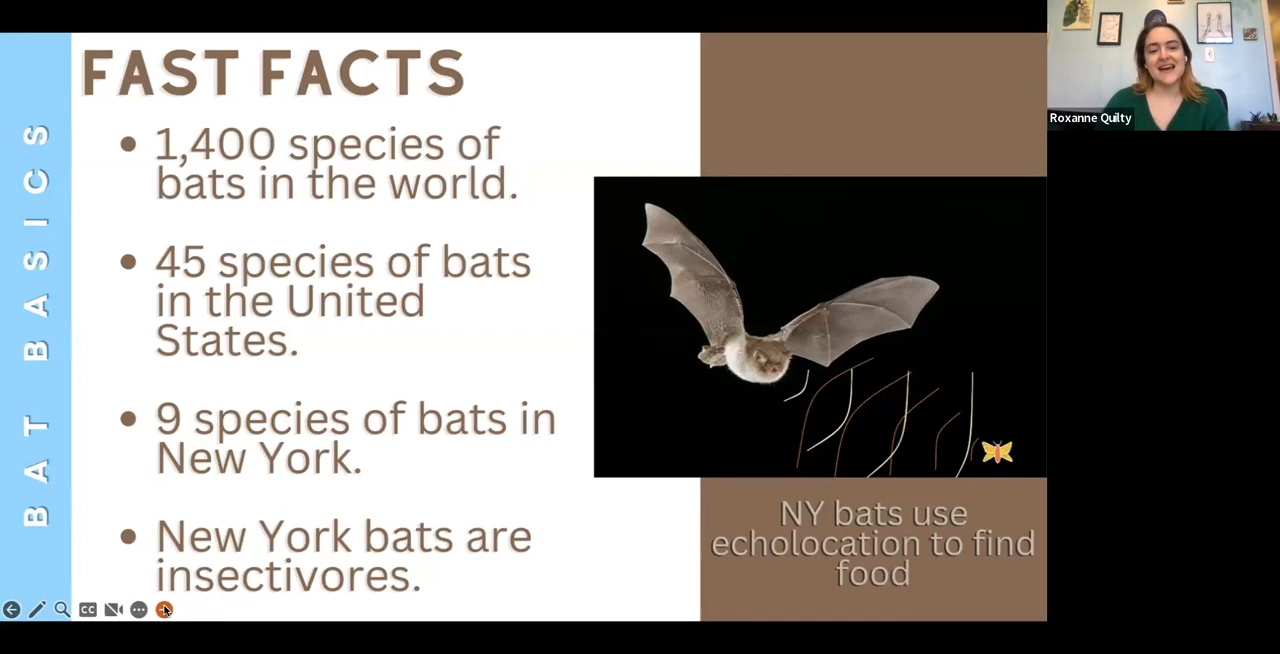 BAT BASICS
FAST FACTS
• 1,400 species of
bats in the world.
• 45 species of bats
in the United
States.
• 9 species of bats in
New York.
• New York bats are
insectivores.
NY bats use
echolocation to find
food
Roxanne Quilty
CC